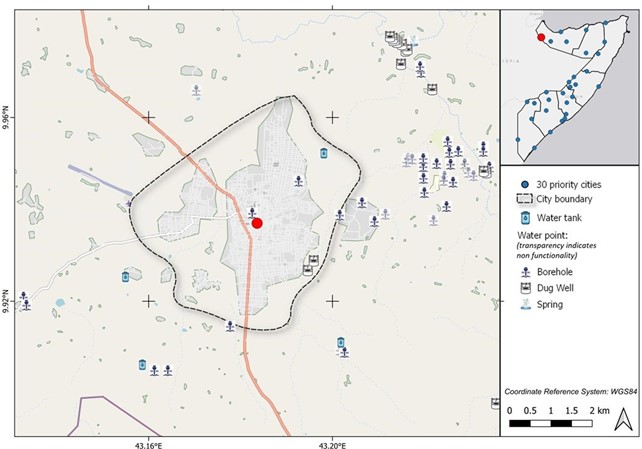 9.96°N
9.92°N
43.16°E
43.20°E
30 priority cities
City boundary
Water tank
Water point:
(transparency indicates
non functionality)
Borehole
Dug Well
Spring
Coordinate Reference System: WGS84
0 0.5 1 1.5 2 km